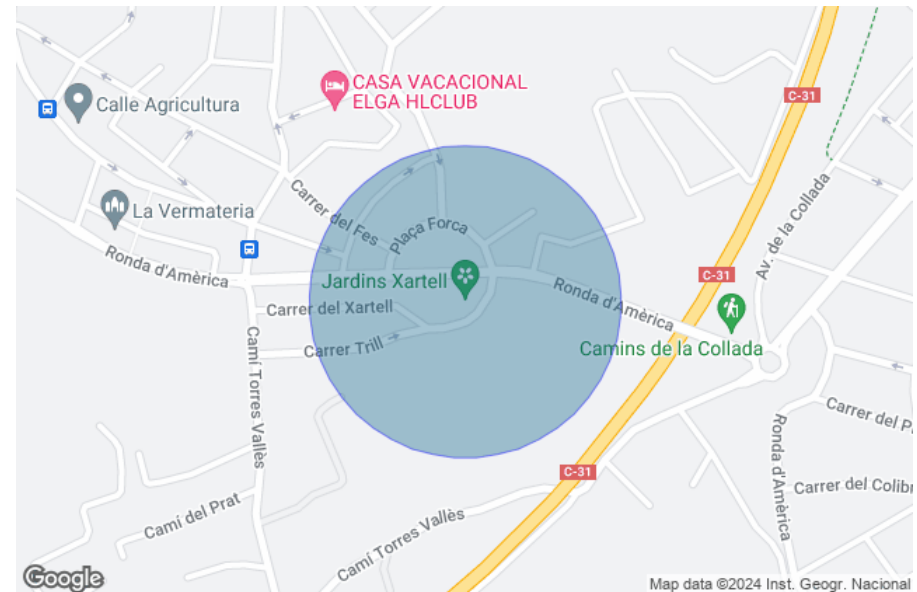 CASA VACACIONAL
ELGA HLCLUB
Calle Agricultura
C-31
La Vermateria
Carrer del Fes
Plaça Forca
Av. de la Collada
Ronda d'Amèrica
Jardins Xartell
C-31
Carrer del Xartell
Ronda d'Amèrica
Carrer Trill
Camins de la Collada
Camí Torres Vallès
Carrer del P
Ronda d'Amèrica
C-31
Carrer del Colibr
Camí del Prat
Camí Torres Vallès
Google
Map data ©2024 Inst. Geogr. Nacional